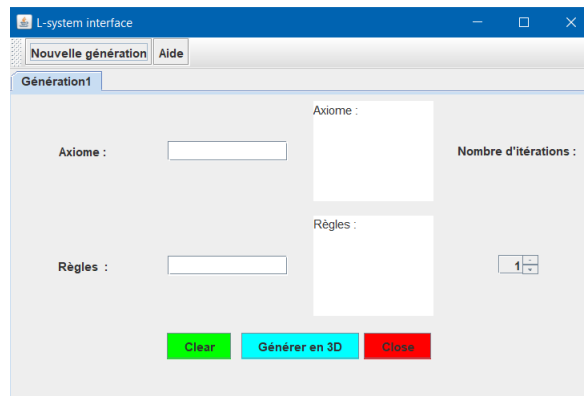 L-system interface
Nouvelle génération Aide
Génération1
Axiome :
Axiome :
Nombre d'itérations :
Règles :
Règles :
1
Clear Générer en 3D Close